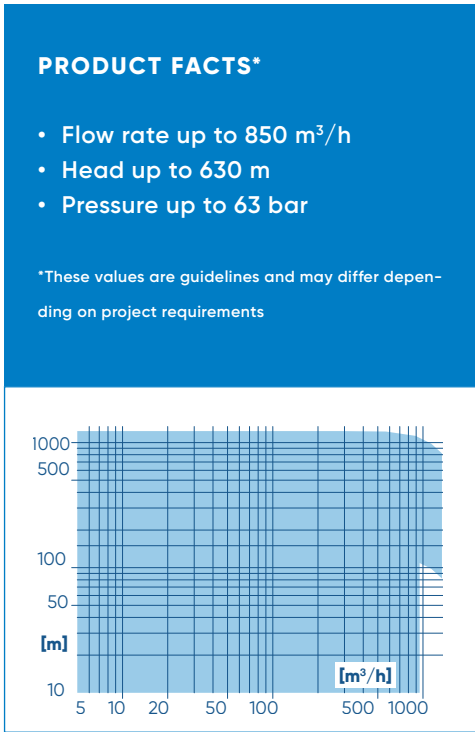 PRODUCT FACTS*
• Flow rate up to 850 m³/h
• Head up to 630 m
• Pressure up to 63 bar
*These values are guidelines and may differ depen-
ding on project requirements
1000
500
100
50
[m]
10
[m³/h]
5 10 20 50 100 500 1000